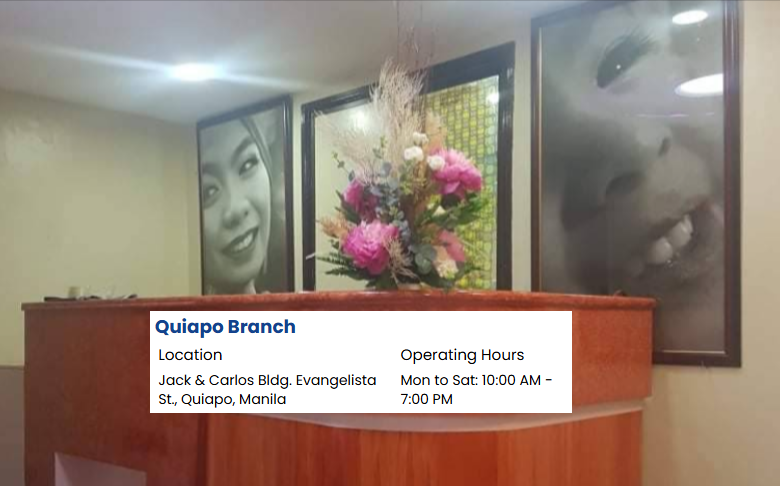 Quiapo Branch
Location
Jack & Carlos Bldg. Evangelista
St., Quiapo, Manila
Operating Hours
Mon to Sat: 10:00 AM -
7:00 PM